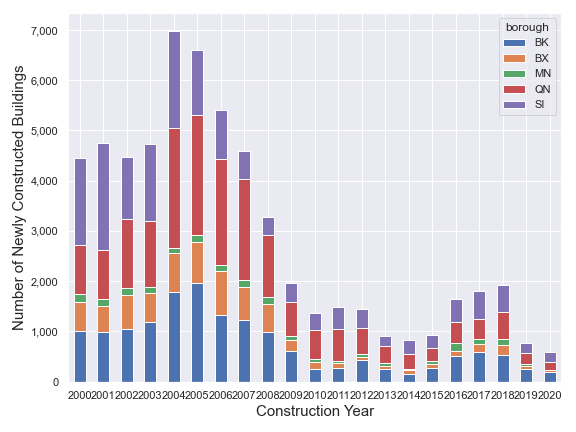 borough
BK
BX
MN
QN
SI
7,000
6,000
5,000
4,000
3,000
2,000
1,000
0
Number of Newly Constructed Buildings
2000 2001 2002 2003 2004 2005 2006 2007 2008 2009 2010 2011 2012 2013 2014 2015 2016 2017 2018 2019 2020
Construction Year